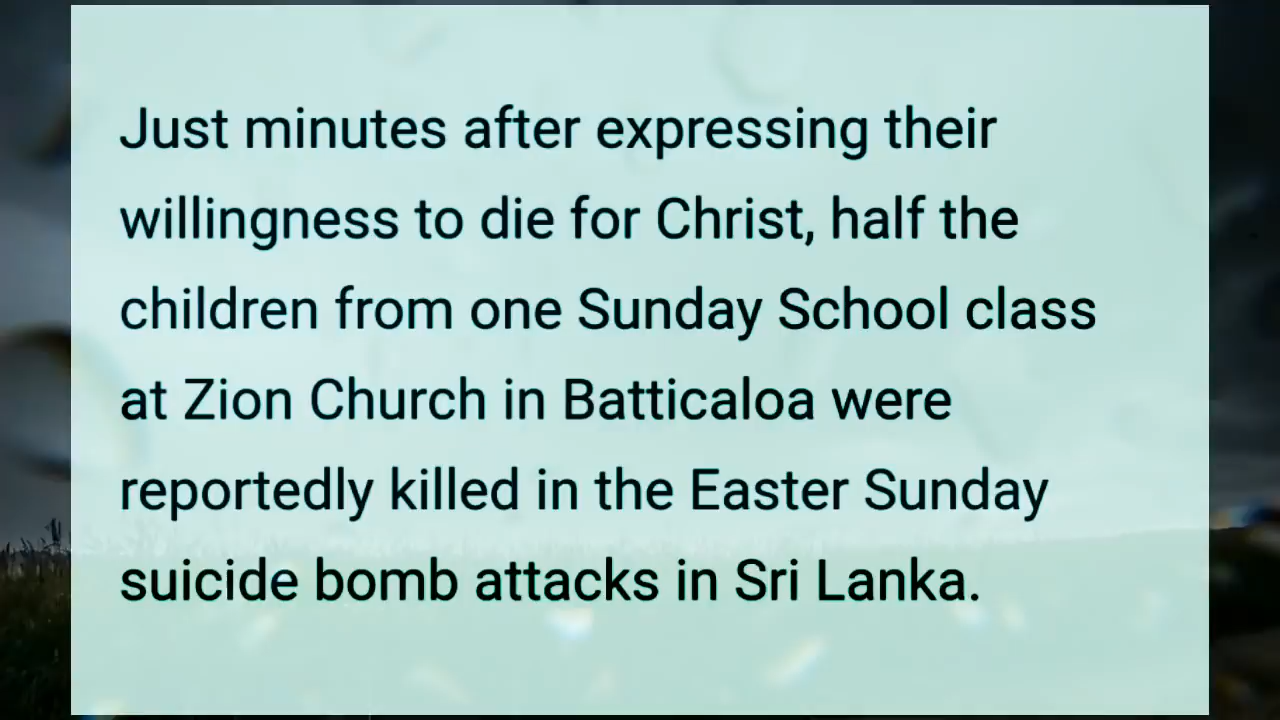 Just minutes after expressing their
willingness to die for Christ, half the
children from one Sunday School class
at Zion Church in Batticaloa were
reportedly killed in the Easter Sunday
suicide bomb attacks in Sri Lanka.